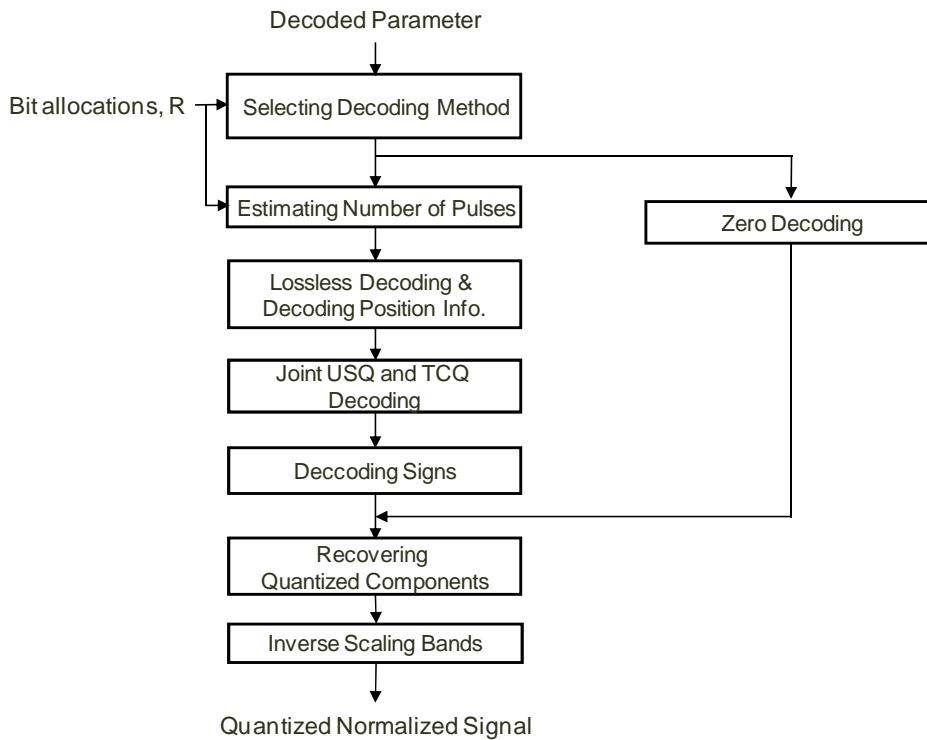 Decoded Parameter
Bit allocations, R
Selecting Decoding Method
Estimating Number of Pulses
Zero Decoding
Lossless Decoding &
Decoding Position Info.
Joint USQ and TCQ
Decoding
Deccoding Signs
Recovering
Quantized Components
Inverse Scaling Bands
Quantized Normalized Signal